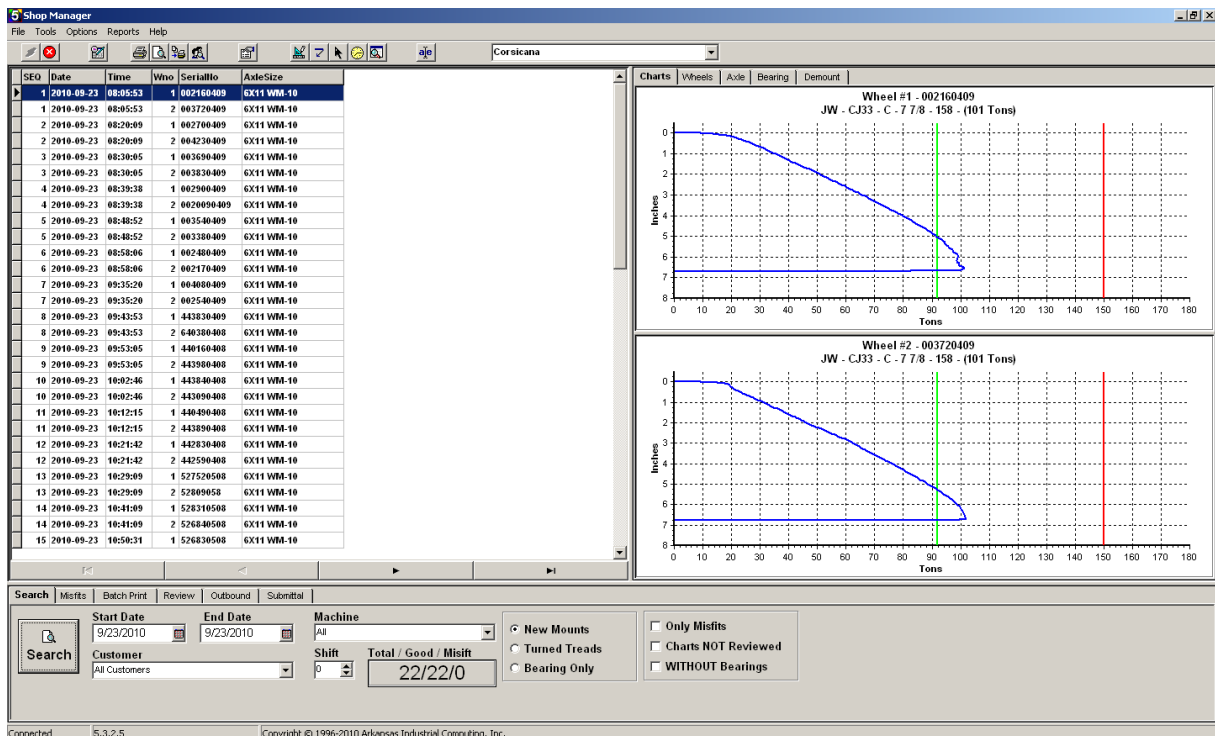 5 Shop Manager
File Tools Options Reports Help
a|e Corsicana
SEQ Date Time Wno SerialNo AxleSize
1 2010-09-23 08:05:53 1 002160409 6X11 WM-10
1 2010-09-23 08:05:53 2 003720409 6X11 WM-10
2 2010-09-23 08:20:09 1 002700409 6X11 WM-10
2 2010-09-23 08:20:09 2 004230409 6X11 WM-10
3 2010-09-23 08:30:05 1 003690409 6X11 WM-10
3 2010-09-23 08:30:05 2 003830409 6X11 WM-10
4 2010-09-23 08:39:38 1 002900409 6X11 WM-10
4 2010-09-23 08:39:38 2 0020090409 6X11 WM-10
5 2010-09-23 08:48:52 1 003540409 6X11 WM-10
5 2010-09-23 08:48:52 2 003380409 6X11 WM-10
6 2010-09-23 08:58:06 1 002480409 6X11 WM-10
6 2010-09-23 08:58:06 2 002170409 6X11 WM-10
7 2010-09-23 09:35:20 1 004080409 6X11 WM-10
7 2010-09-23 09:35:20 2 002540409 6X11 WM-10
8 2010-09-23 09:43:53 1 443830409 6X11 WM-10
8 2010-09-23 09:43:53 2 640380408 6X11 WM-10
9 2010-09-23 09:53:05 1 440160408 6X11 WM-10
9 2010-09-23 09:53:05 2 443980408 6X11 WM-10
10 2010-09-23 10:02:46 1 443840408 6X11 WM-10
10 2010-09-23 10:02:46 2 443090408 6X11 WM-10
11 2010-09-23 10:12:15 1 440490408 6X11 WM-10
11 2010-09-23 10:12:15 2 443890408 6X11 WM-10
12 2010-09-23 10:21:42 1 442830408 6X11 WM-10
12 2010-09-23 10:21:42 2 442590408 6X11 WM-10
13 2010-09-23 10:29:09 1 527520508 6X11 WM-10
13 2010-09-23 10:29:09 2 52809058 6X11 WM-10
14 2010-09-23 10:41:09 1 528310508 6X11 WM-10
14 2010-09-23 10:41:09 2 526840508 6X11 WM-10
15 2010-09-23 10:50:31 1 526830508 6X11 WM-10
Charts Wheels Axle Bearing Demount
Wheel #1 - 002160409
JW - CJ33 - C - 7 7/8 - 158 - (101 Tons)
Inches
0
1
2
3
4
5
6
7
8
0 10 20 30 40 50 60 70 80 90 100 110 120 130 140 150 160 170 180
Tons
Wheel #2 - 003720409
JW - CJ33 - C - 7 7/8 - 158 - (101 Tons)
Inches
0
1
2
3
4
5
6
7
8
0 10 20 30 40 50 60 70 80 90 100 110 120 130 140 150 160 170 180
Tons
Search Misfits Batch Print Review Outbound Submittal
Search
Start Date End Date Machine
9/23/2010 9/23/2010 All
Customer Shift Total / Good / Misift
All Customers 0 22/22/0
New Mounts
Turned Treads
Bearing Only
Only Misfits
Charts NOT Reviewed
WITHOUT Bearings
Connected 5.3.2.5 Copyright © 1996-2010 Arkansas Industrial Computing, Inc.